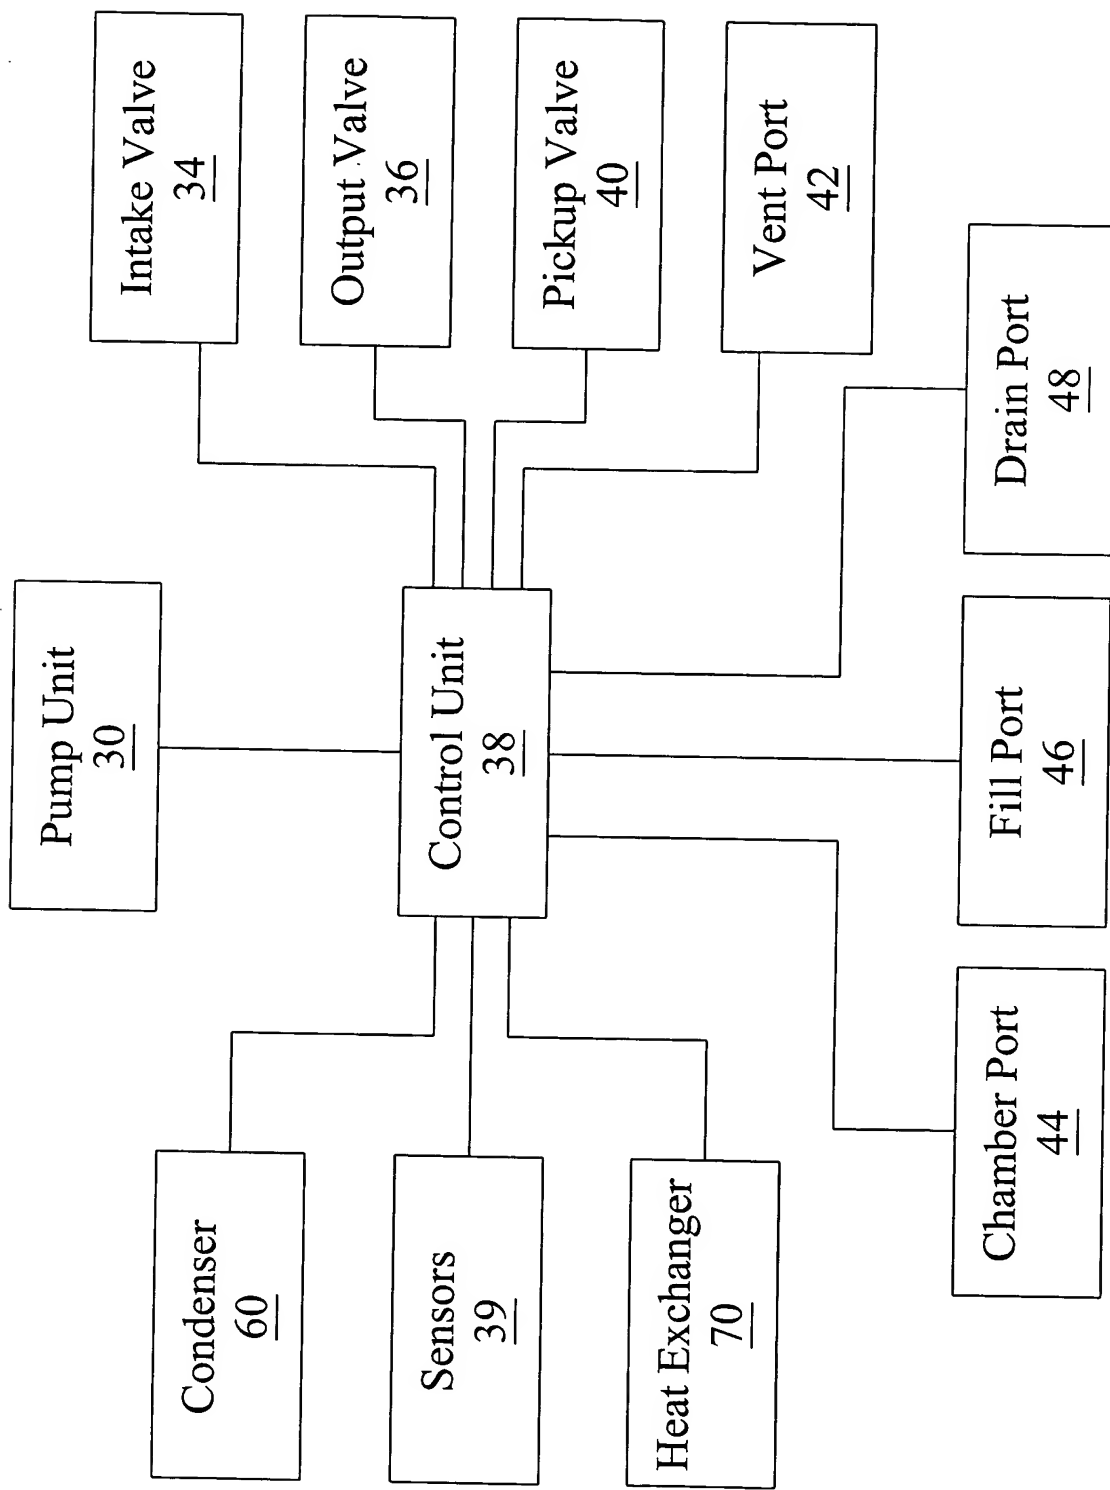 Pump Unit
30
Condenser
60
Intake Valve
34
Sensors
39
Control Unit
38
Output Valve
36
Heat Exchanger
70
Pickup Valve
40
Vent Port
42
Chamber Port
44
Fill Port
46
Drain Port
48